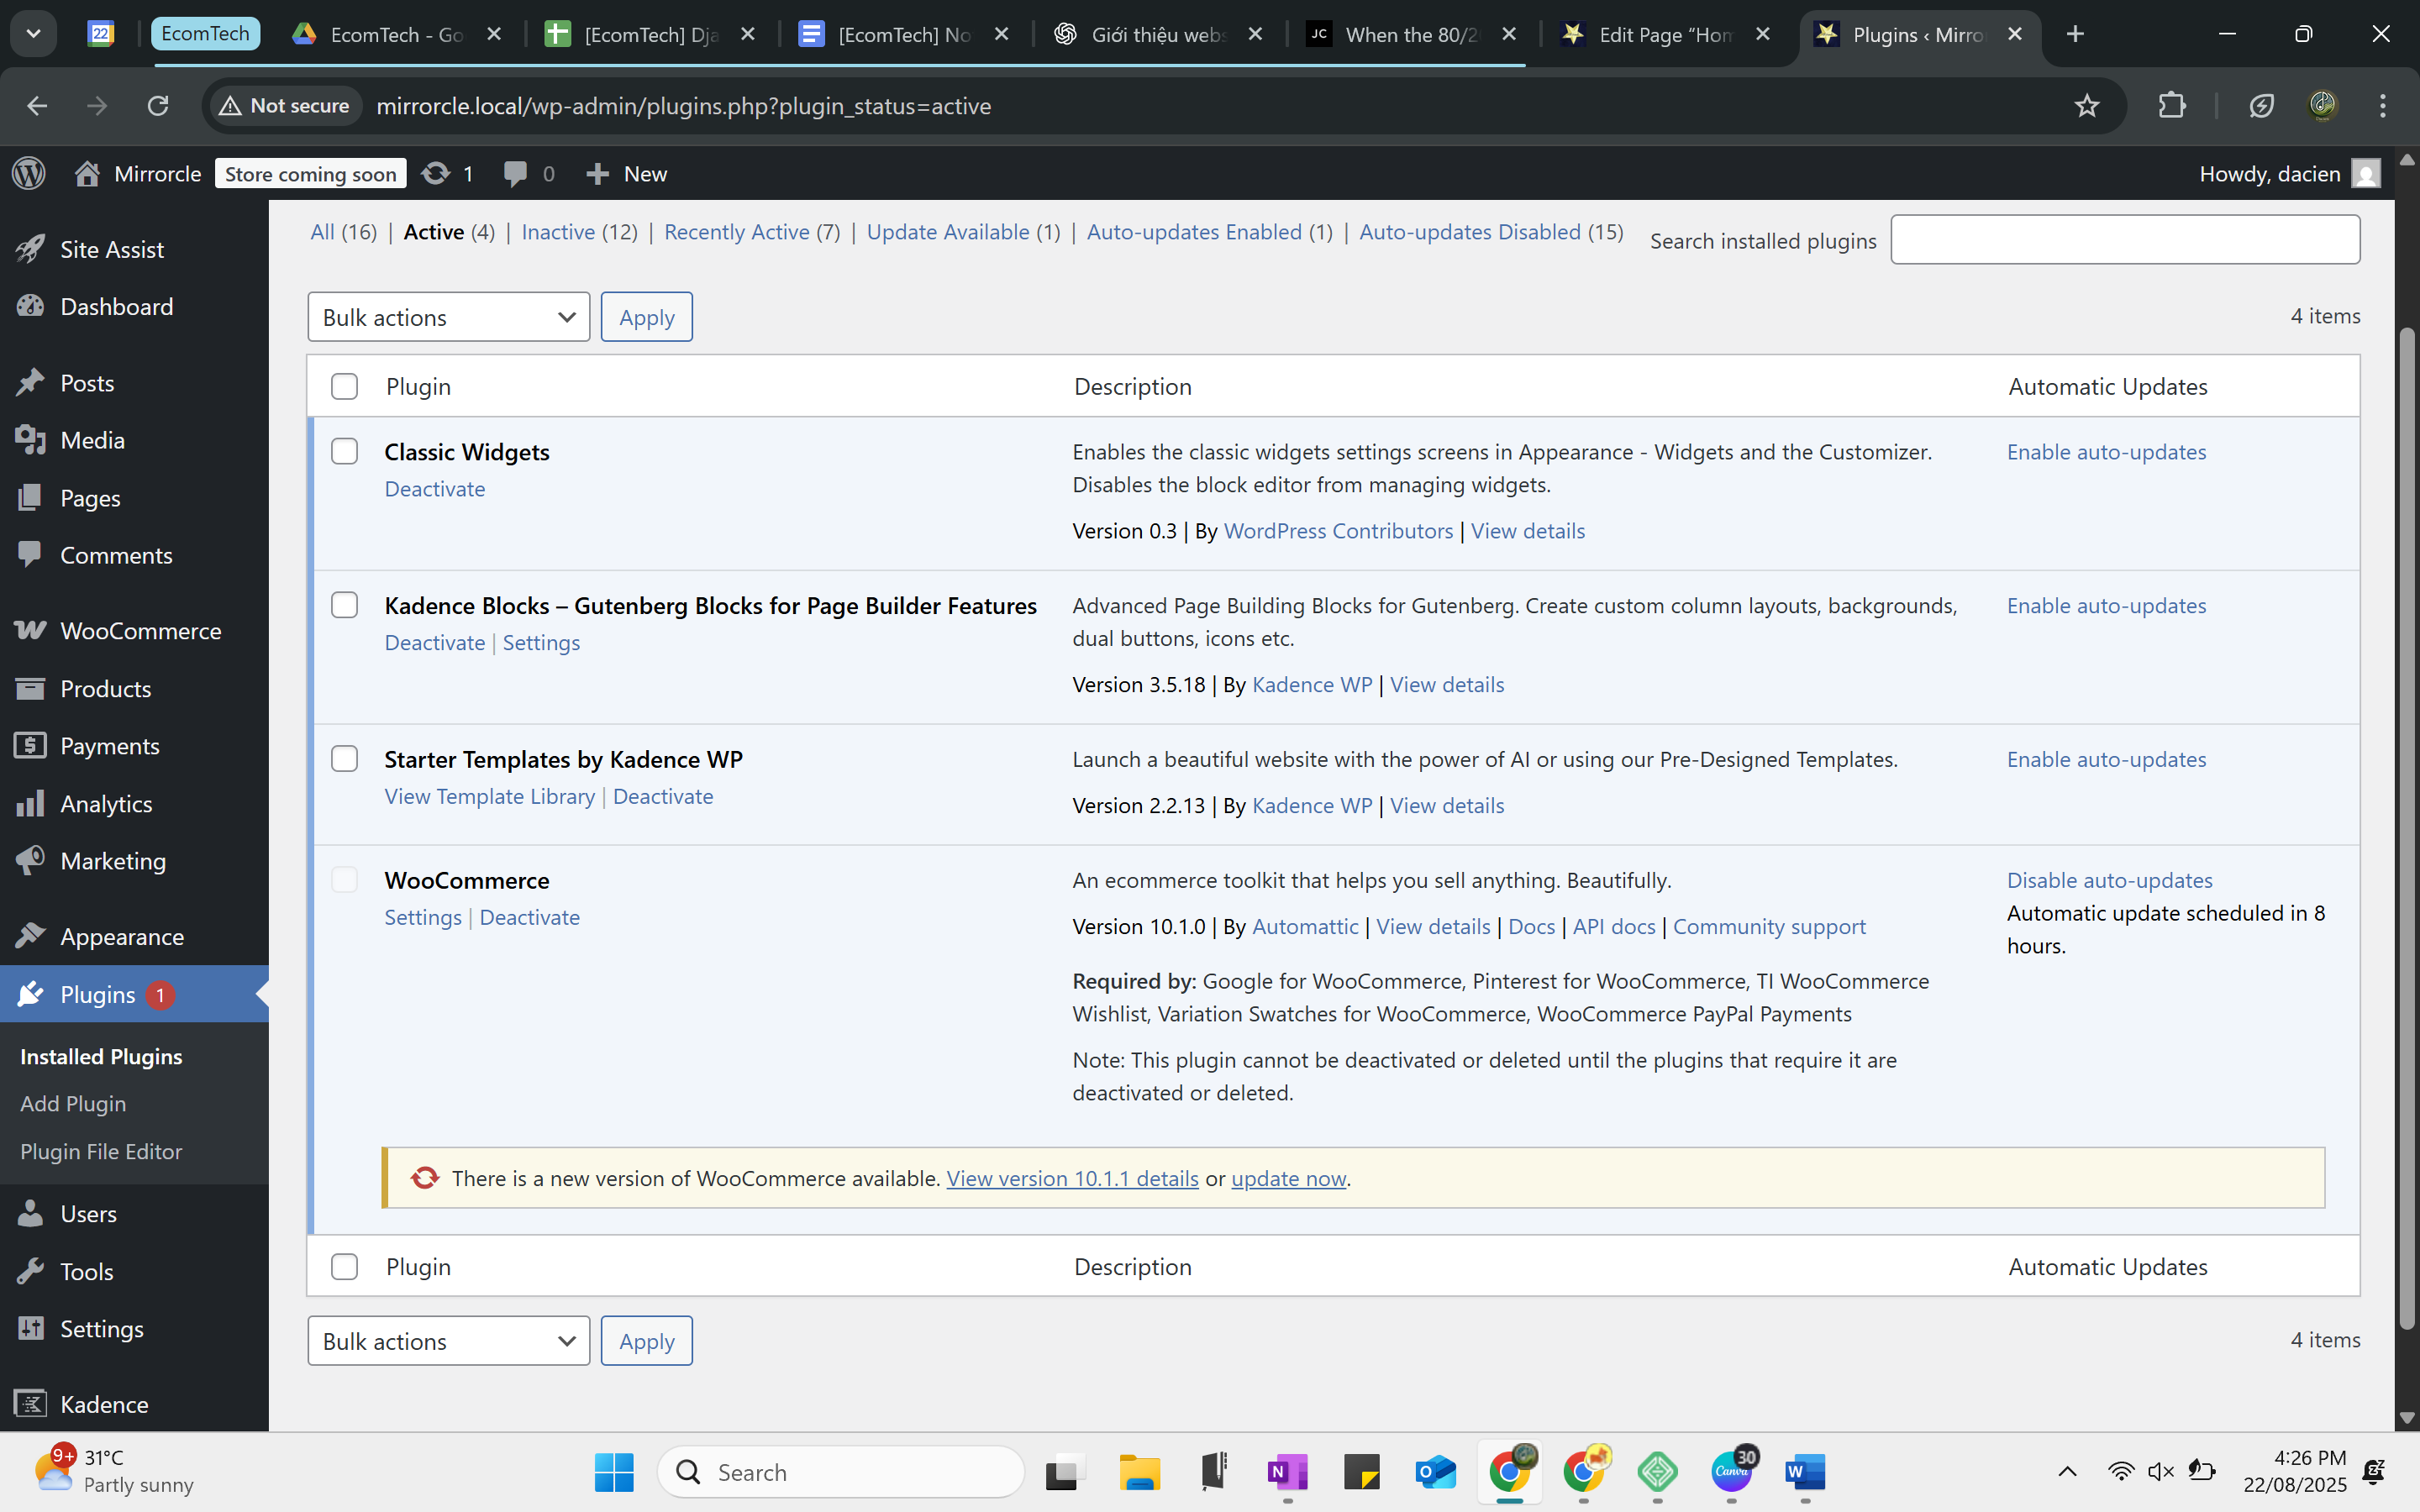 22
EcomTech
EcomTech - Go
[EcomTech] Dja
[EcomTech] No
Giới thiệu webs
JC
When the 80/2
Edit Page “Hom
Plugins ‹ Mirro
Not secure
mirrorcle.local/wp-admin/plugins.php?plugin_status=active
Mirrorcle
Store coming soon
1
0
New
Howdy, dacien
Site Assist
Dashboard
Posts
Media
Pages
Comments
WooCommerce
Products
Payments
Analytics
Marketing
Appearance
Plugins 1
Installed Plugins
Add Plugin
Plugin File Editor
Users
Tools
Settings
Kadence
All (16) | Active (4) | Inactive (12) | Recently Active (7) | Update Available (1) | Auto-updates Enabled (1) | Auto-updates Disabled (15)
Search installed plugins
Bulk actions
Apply
4 items
Plugin
Description
Automatic Updates
Classic Widgets
Deactivate
Enables the classic widgets settings screens in Appearance - Widgets and the Customizer.
Disables the block editor from managing widgets.
Version 0.3 | By WordPress Contributors | View details
Enable auto-updates
Kadence Blocks – Gutenberg Blocks for Page Builder Features
Deactivate | Settings
Advanced Page Building Blocks for Gutenberg. Create custom column layouts, backgrounds,
dual buttons, icons etc.
Version 3.5.18 | By Kadence WP | View details
Enable auto-updates
Starter Templates by Kadence WP
View Template Library | Deactivate
Launch a beautiful website with the power of AI or using our Pre-Designed Templates.
Version 2.2.13 | By Kadence WP | View details
Enable auto-updates
WooCommerce
Settings | Deactivate
An ecommerce toolkit that helps you sell anything. Beautifully.
Version 10.1.0 | By Automattic | View details | Docs | API docs | Community support
Required by: Google for WooCommerce, Pinterest for WooCommerce, TI WooCommerce
Wishlist, Variation Swatches for WooCommerce, WooCommerce PayPal Payments
Note: This plugin cannot be deactivated or deleted until the plugins that require it are
deactivated or deleted.
Disable auto-updates
Automatic update scheduled in 8
hours.
There is a new version of WooCommerce available. View version 10.1.1 details or update now.
Plugin
Description
Automatic Updates
Bulk actions
Apply
4 items
9+
31°C
Partly sunny
Search
N
O
Canva
30
W
4:26 PM
22/08/2025